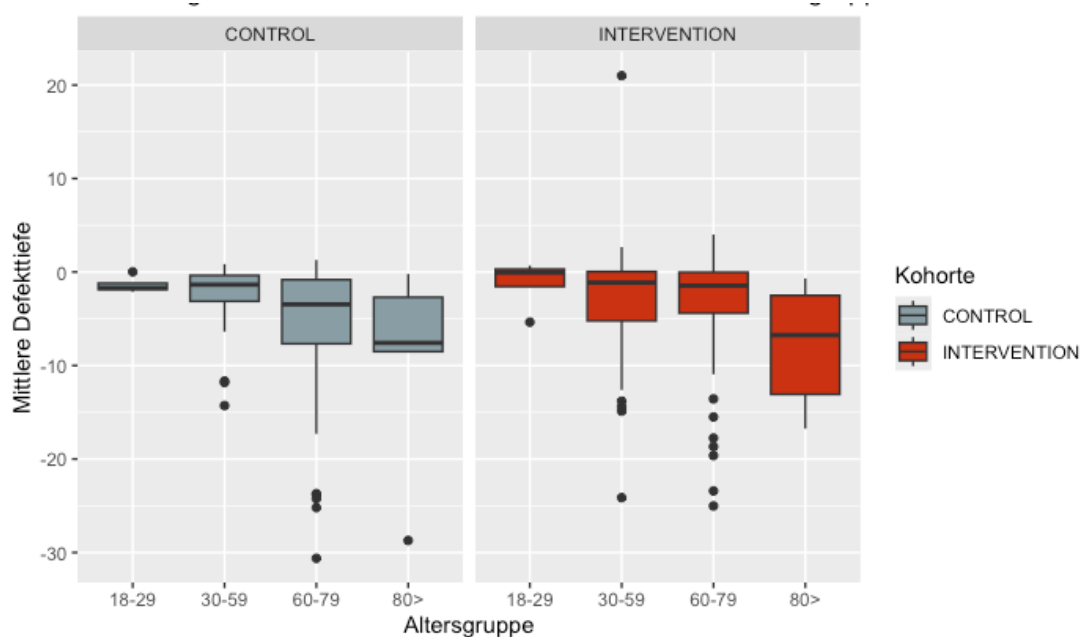 CONTROL
INTERVENTION
20
10
0
-10
-20
-30
Mittlere Defekttiefe
18-29
30-59
60-79
80>
18-29
30-59
60-79
80>
Altersgruppe
Kohorte
CONTROL
INTERVENTION